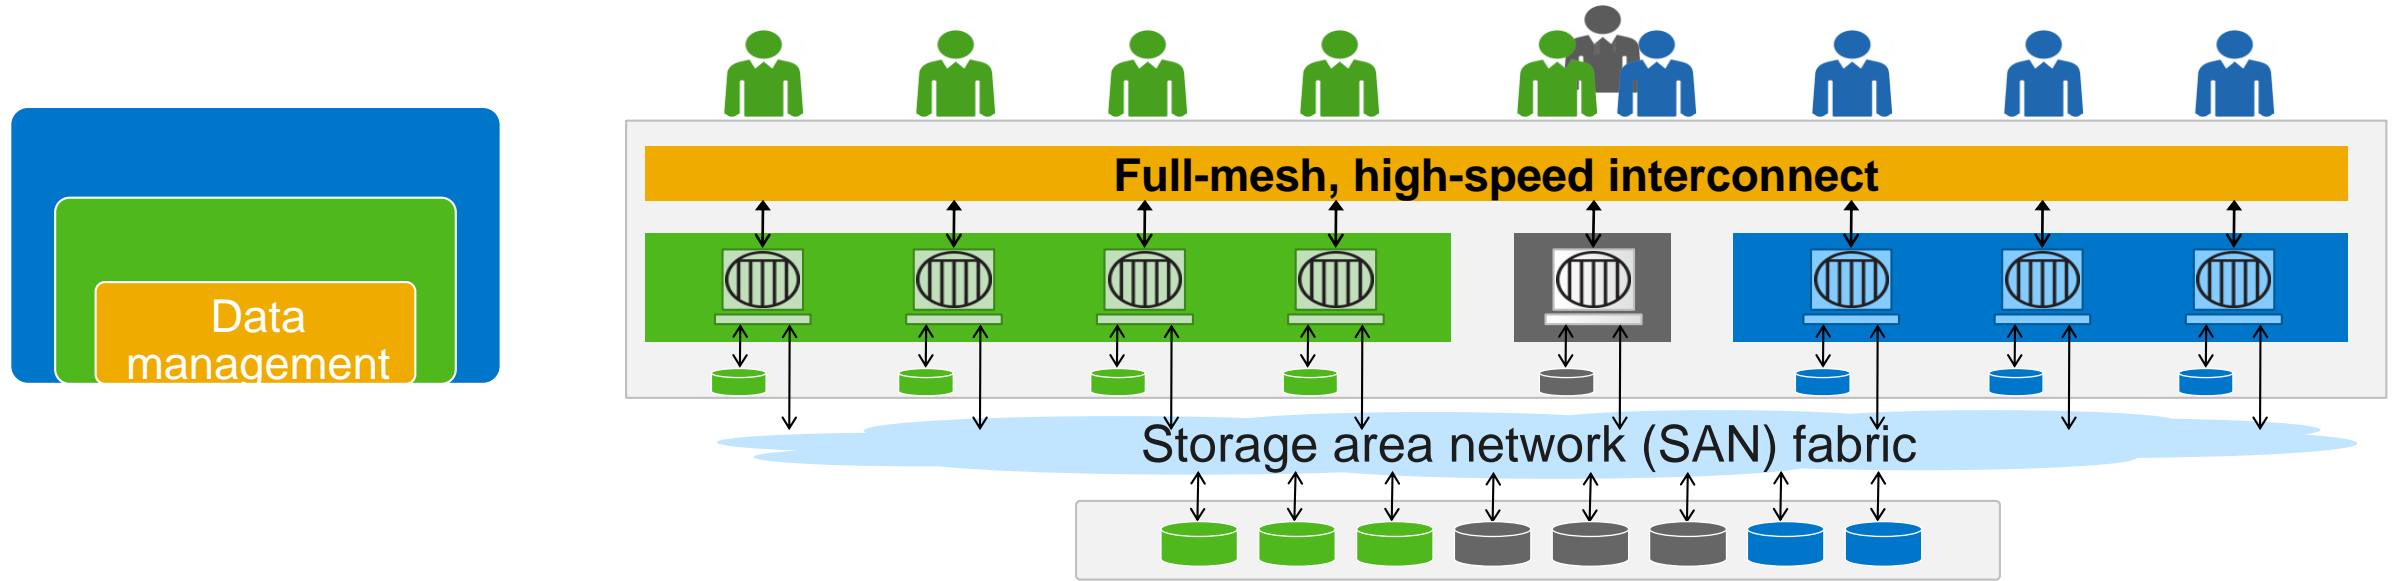 Full-mesh, high-speed interconnect
Data
management
Storage area network (SAN) fabric